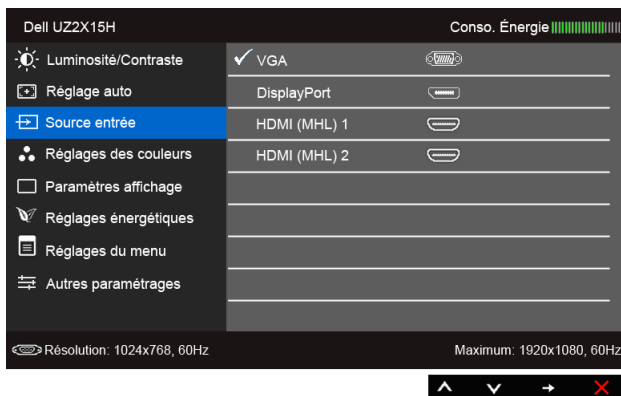 Dell UZ2X15H Conso. Énergie
Luminosité/Contraste VGA
Réglage auto DisplayPort
Source entrée HDMI (MHL) 1
Réglages des couleurs HDMI (MHL) 2
Paramètres affichage
Réglages énergétiques
Réglages du menu
Autres paramétrages
Résolution: 1024x768, 60Hz Maximum: 1920x1080, 60Hz